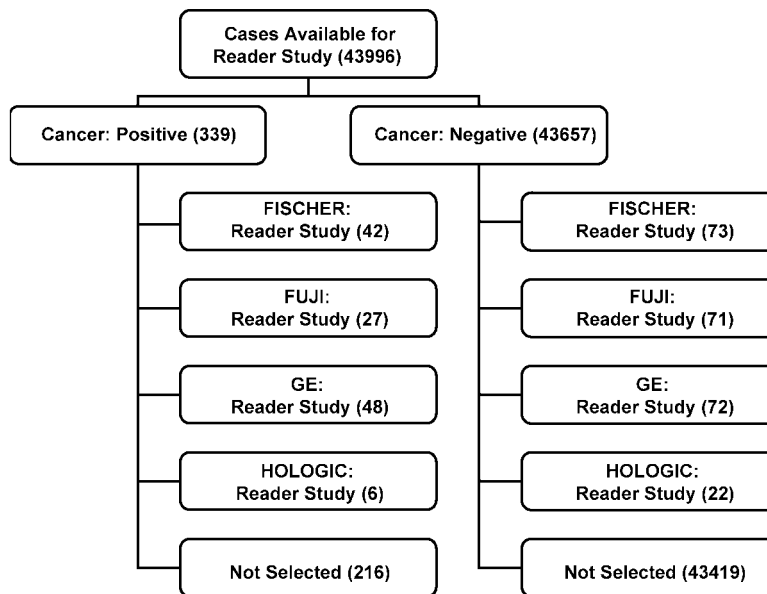 Cases Available for
Reader Study (43996)
Cancer: Positive (339)
Cancer: Negative (43657)
FISCHER:
Reader Study (42)
FISCHER:
Reader Study (73)
FUJI:
Reader Study (27)
FUJI:
Reader Study (71)
GE:
Reader Study (48)
GE:
Reader Study (72)
HOLOGIC:
Reader Study (6)
HOLOGIC:
Reader Study (22)
Not Selected (216)
Not Selected (43419)